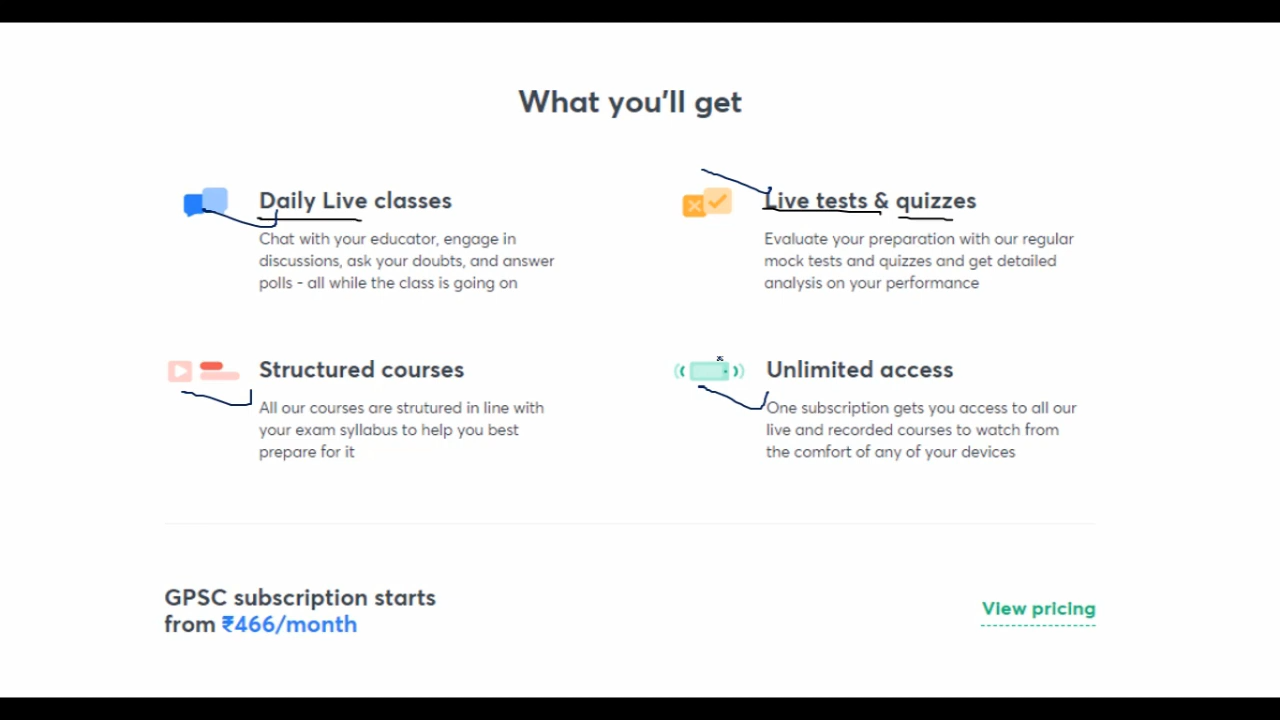 What you'll get
Daily Live classes
Chat with your educator, engage in
discussions, ask your doubts, and answer
polls - all while the class is going on
Live tests & quizzes
Evaluate your preparation with our regular
mock tests and quizzes and get detailed
analysis on your performance
Structured courses
All our courses are strutured in line with
your exam syllabus to help you best
prepare for it
Unlimited access
One subscription gets you access to all our
live and recorded courses to watch from
the comfort of any of your devices
GPSC subscription starts
from ₹466/month
View pricing